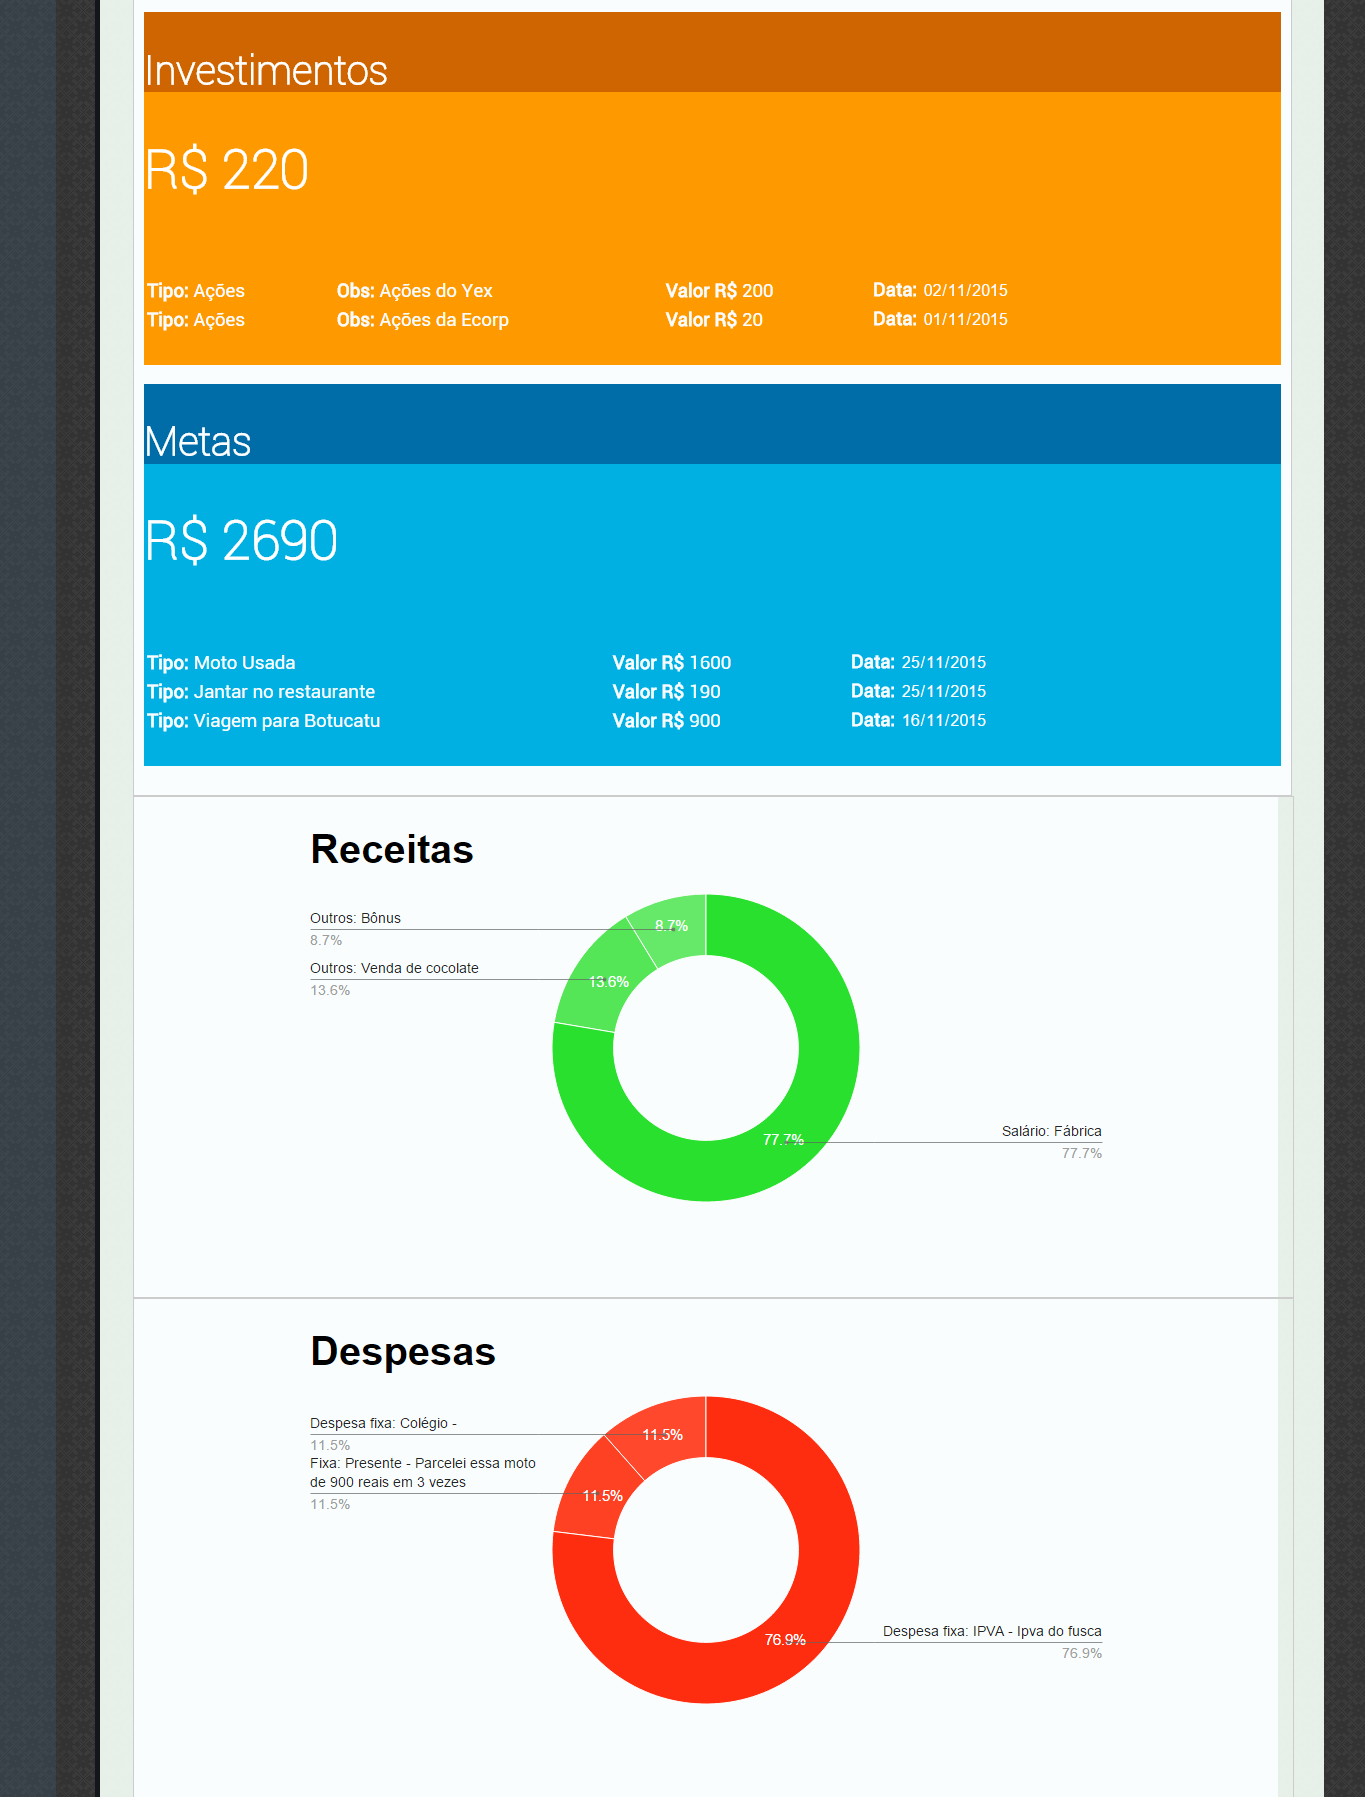 Investimentos
R$ 220
Tipo: Ações Obs: Ações do Yex Valor R$ 200 Data: 02/11/2015
Tipo: Ações Obs: Ações da Ecorp Valor R$ 20 Data: 01/11/2015
Metas
R$ 2690
Tipo: Moto Usada Valor R$ 1600 Data: 25/11/2015
Tipo: Jantar no restaurante Valor R$ 190 Data: 25/11/2015
Tipo: Viagem para Botucatu Valor R$ 900 Data: 16/11/2015
Receitas
Outros: Bônus
8.7%
8.7%
Outros: Venda de cocolate
13.6%
13.6%
77.7%
Salário: Fábrica
77.7%
Despesas
Despesa fixa: Colégio -
11.5%
11.5%
Fixa: Presente - Parcelei essa moto
de 900 reais em 3 vezes
11.5%
11.5%
76.9%
Despesa fixa: IPVA - Ipva do fusca
76.9%